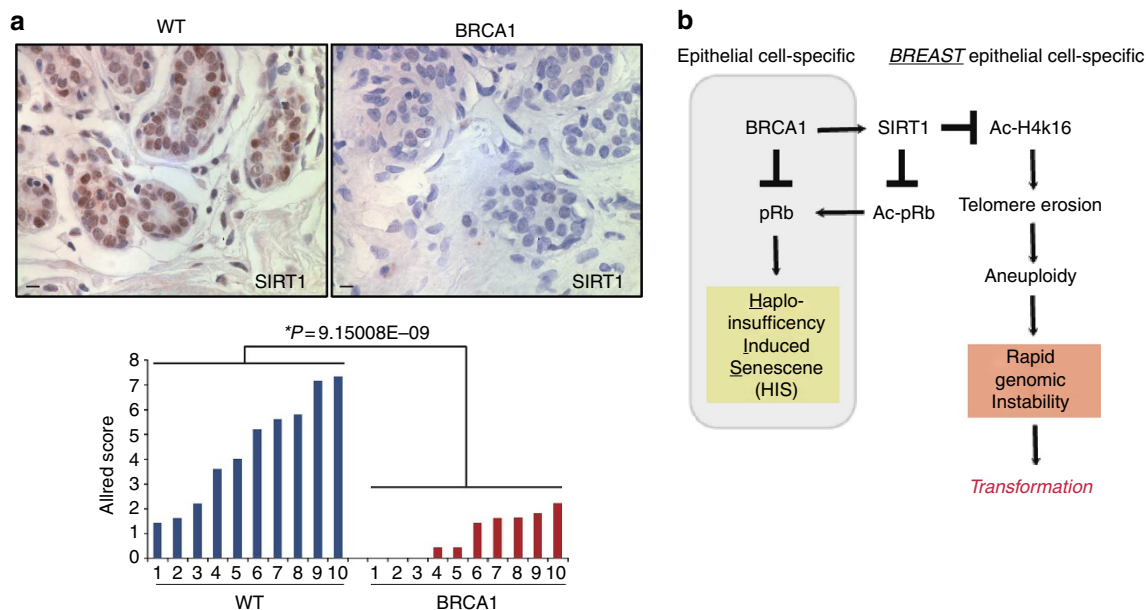 a
WT
BRCA1
SIRT1
SIRT1
*P = 9.15008E–09
Allred score
8
7
6
5
4
3
2
1
0
1 2 3 4 5 6 7 8 9 10
1 2 3 4 5 6 7 8 9 10
WT
BRCA1
b
Epithelial cell-specific
BREAST epithelial cell-specific
BRCA1
SIRT1
Ac-H4k16
pRb
Ac-pRb
Telomere erosion
Aneuploidy
Haplo-
insufficency
Induced
Senescene
(HIS)
Rapid
genomic
Instability
Transformation